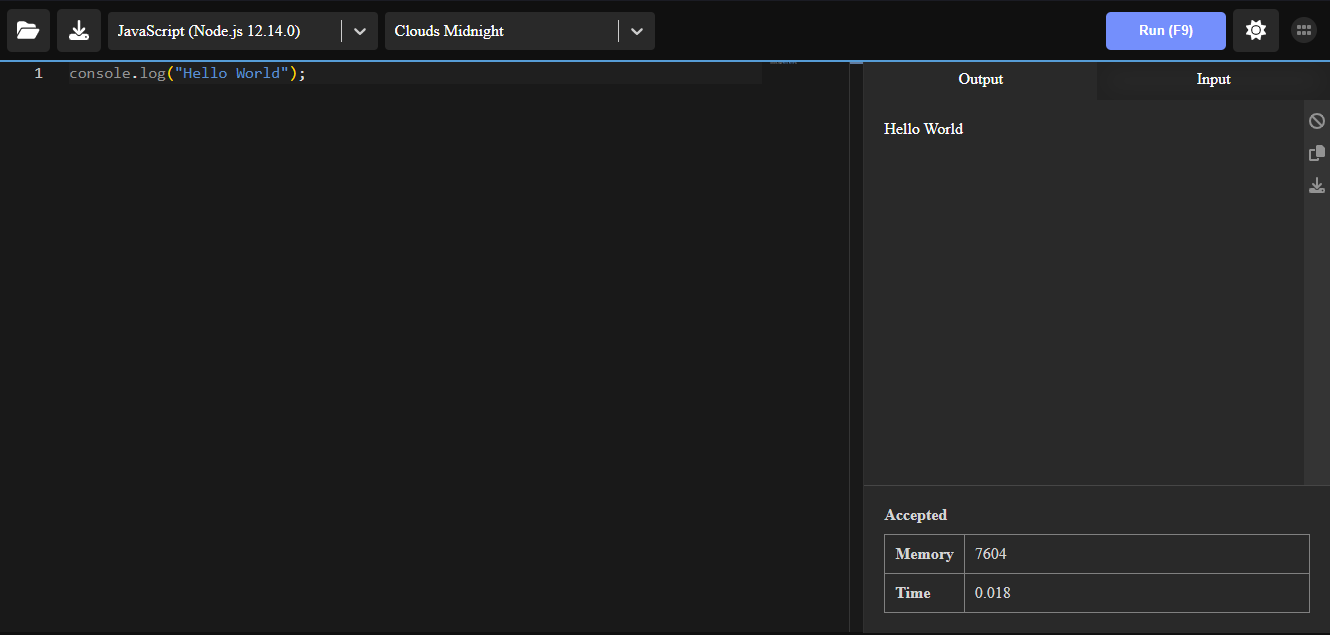 JavaScript (Node.js 12.14.0)
Clouds Midnight
Run (F9)
1 console.log("Hello World");
Output
Input
Hello World
Accepted
Memory 7604
Time 0.018